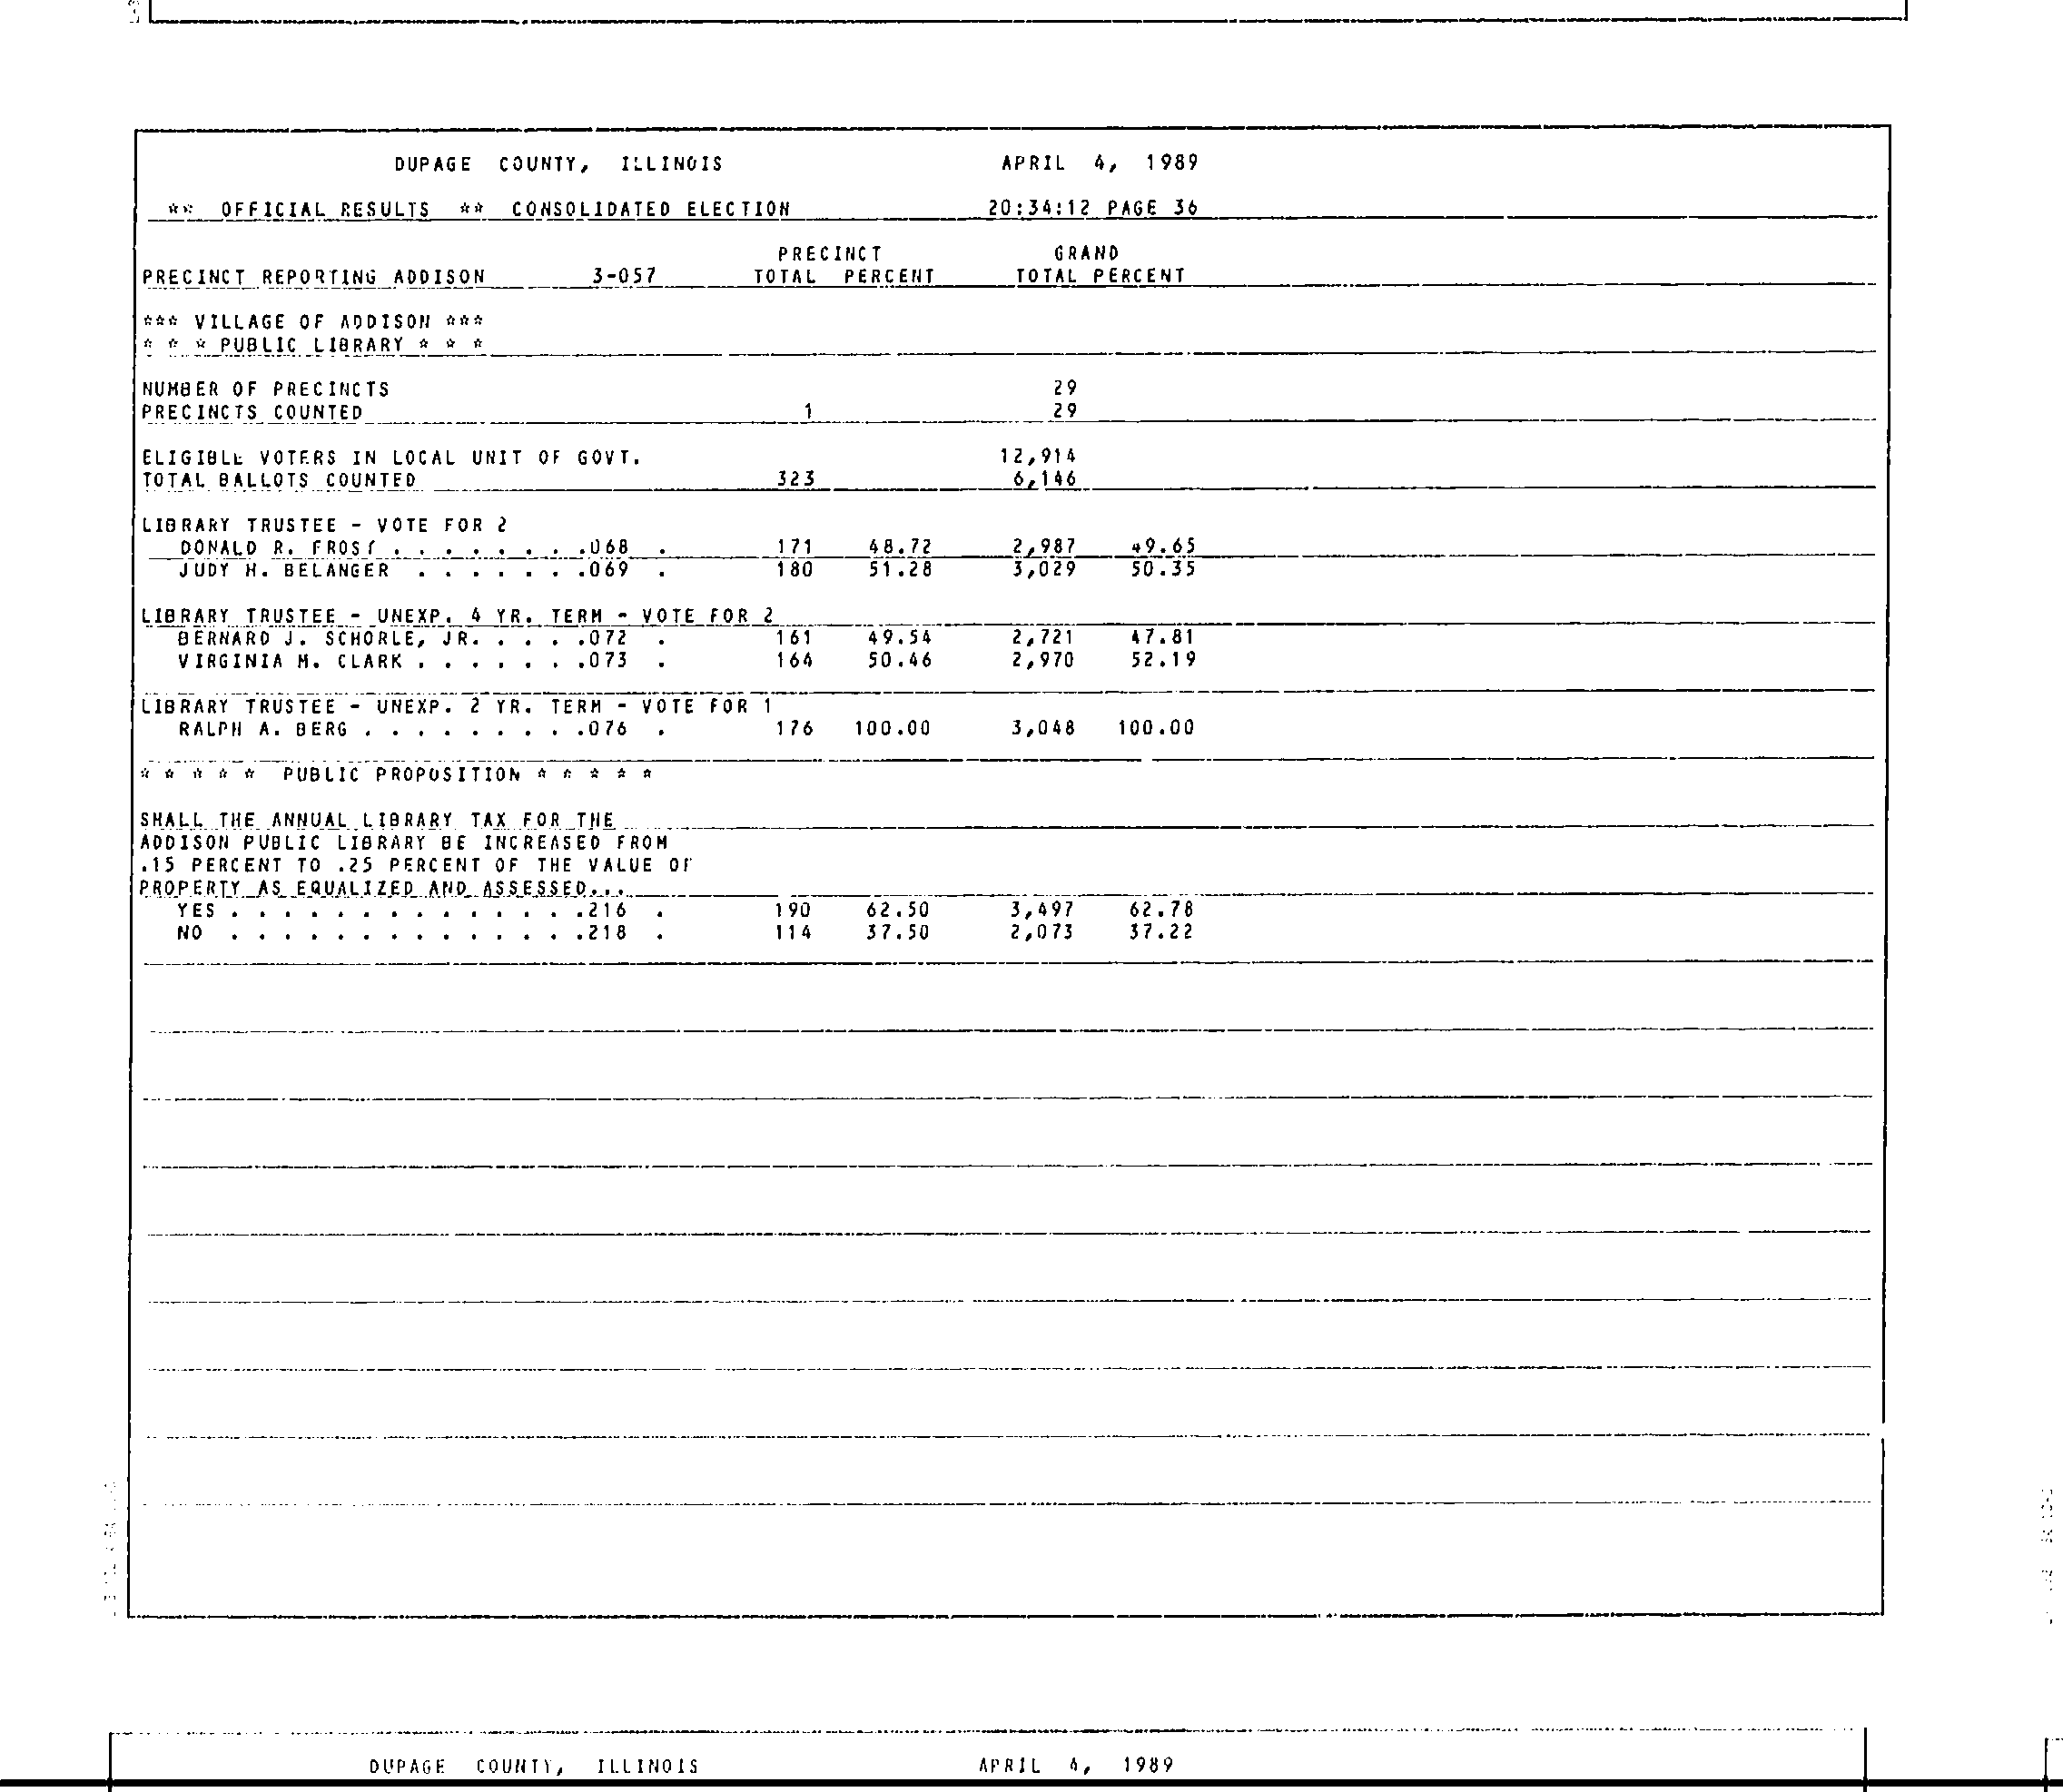 DUPAGE COUNTY, ILLINOIS APRIL 4, 1989
** OFFICIAL RESULTS ** CONSOLIDATED ELECTION 20:34:12 PAGE 36
PRECINCT GRAND
PRECINCT REPORTING ADDISON 3-057 TOTAL PERCENT TOTAL PERCENT
*** VILLAGE OF ADDISON ***
* * * PUBLIC LIBRARY * * *
NUMBER OF PRECINCTS 29
PRECINCTS COUNTED 1 29
ELIGIBLE VOTERS IN LOCAL UNIT OF GOVT. 12,914
TOTAL BALLOTS COUNTED 323 6,146
LIBRARY TRUSTEE - VOTE FOR 2
DONALD R. FROST . . . . . . . .068 . 171 48.72 2,987 49.65
JUDY H. BELANGER . . . . . . .069 . 180 51.28 3,029 50.35
LIBRARY TRUSTEE - UNEXP. 4 YR. TERM - VOTE FOR 2
BERNARD J. SCHORLE, JR. . . . .072 . 161 49.54 2,721 47.81
VIRGINIA M. CLARK . . . . . . .073 . 164 50.46 2,970 52.19
LIBRARY TRUSTEE - UNEXP. 2 YR. TERM - VOTE FOR 1
RALPH A. BERG . . . . . . . . .076 . 176 100.00 3,048 100.00
* * * * * PUBLIC PROPOSITION * * * * *
SHALL THE ANNUAL LIBRARY TAX FOR THE
ADDISON PUBLIC LIBRARY BE INCREASED FROM
.15 PERCENT TO .25 PERCENT OF THE VALUE OF
PROPERTY AS EQUALIZED AND ASSESSED...
YES . . . . . . . . . . . . . .216 . 190 62.50 3,497 62.78
NO . . . . . . . . . . . . . .218 . 114 37.50 2,073 37.22
DUPAGE COUNTY, ILLINOIS APRIL 4, 1989